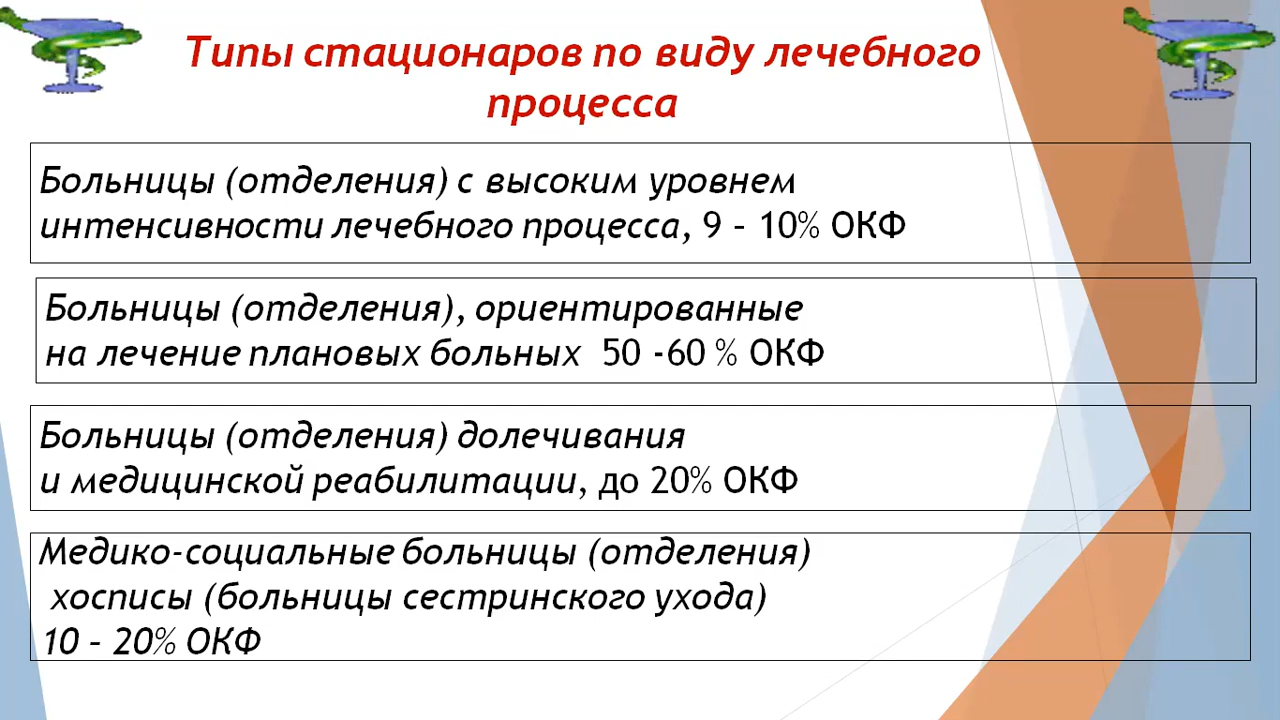 Типы стационаров по виду лечебного
процесса
Больницы (отделения) с высоким уровнем
интенсивности лечебного процесса, 9 – 10% ОКФ
Больницы (отделения), ориентированные
на лечение плановых больных 50 -60 % ОКФ
Больницы (отделения) долечивания
и медицинской реабилитации, до 20% ОКФ
Медико-социальные больницы (отделения)
хосписы (больницы сестринского ухода)
10 – 20% ОКФ